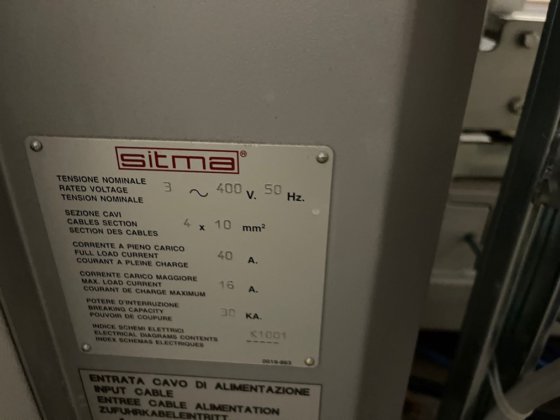 sitma®
TENSIONE NOMINALE
RATED VOLTAGE 3 ~ 400 V. 50 Hz.
TENSION NOMINALE
SEZIONE CAVI
CABLES SECTION 4 x 10 mm²
SECTION DES CABLES
CORRENTE A PIENO CARICO
FULL LOAD CURRENT 40 A.
COURANT A PLEINE CHARGE
CORRENTE CARICO MAGGIORE
MAX. LOAD CURRENT 16 A.
COURANT DE CHARGE MAXIMUM
POTERE D'INTERRUZIONE
BREAKING CAPACITY 30 KA.
POUVOIR DE COUPURE
INDICE SCHEMI ELETTRICI
ELECTRICAL DIAGRAMS CONTENTS K1001
INDEX SCHEMAS ELECTRIQUES -----
ENTRATA CAVO DI ALIMENTAZIONE
INPUT CABLE
ENTREE CABLE ALIMENTATION
ZUFUHRKABELEINTRITT